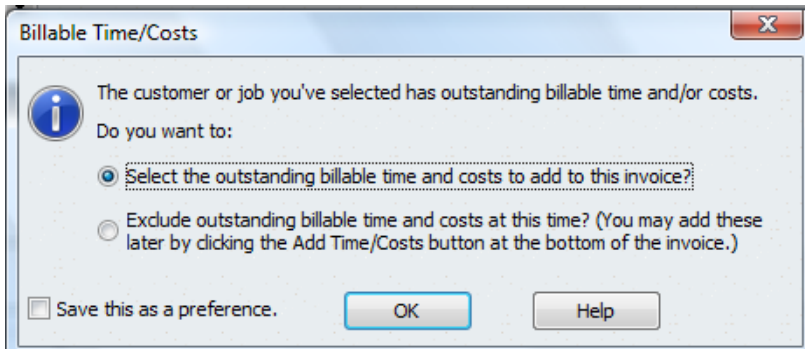 Billable Time/Costs
The customer or job you've selected has outstanding billable time and/or costs.
Do you want to:
Select the outstanding billable time and costs to add to this invoice?
Exclude outstanding billable time and costs at this time? (You may add these
later by clicking the Add Time/Costs button at the bottom of the invoice.)
Save this as a preference.
OK
Help